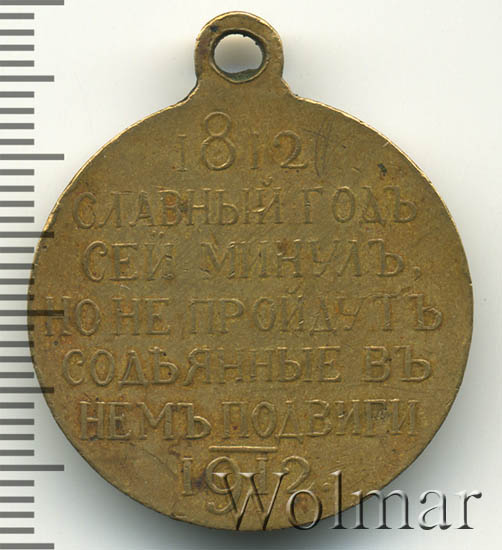 1812
СЛАВНЫЙ ГОДЪ
СЕЙ МИНУЛЪ,
НО НЕ ПРОЙДУТЪ
СОДѢЯННЫЕ ВЪ
НЕМЪ ПОДВИГИ
1912
Wolmar